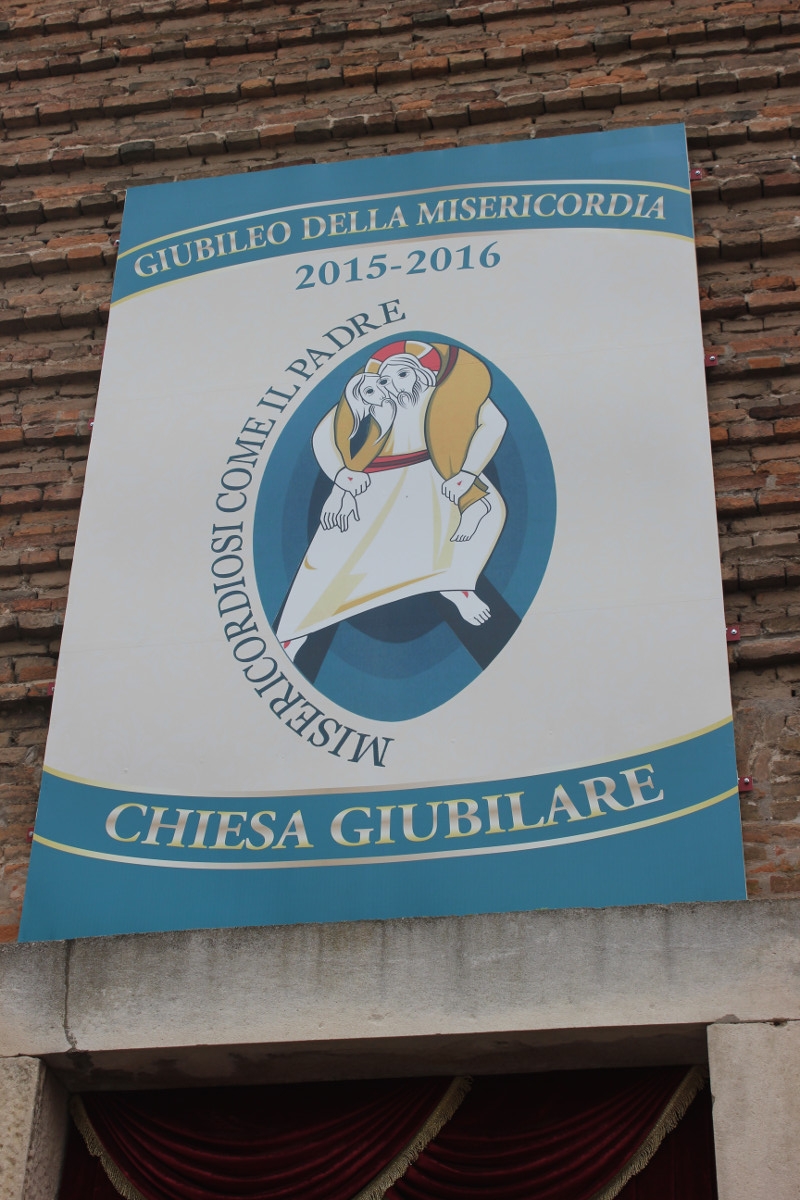 GIUBILEO DELLA MISERICORDIA
2015-2016
MISERICORDIOSI COME IL PADRE
CHIESA GIUBILARE